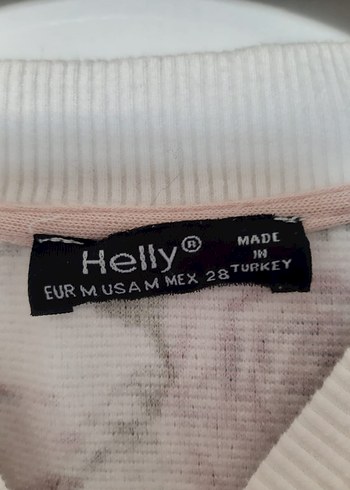 Helly® MADE
IN
TURKEY
EUR M USA M MEX 28